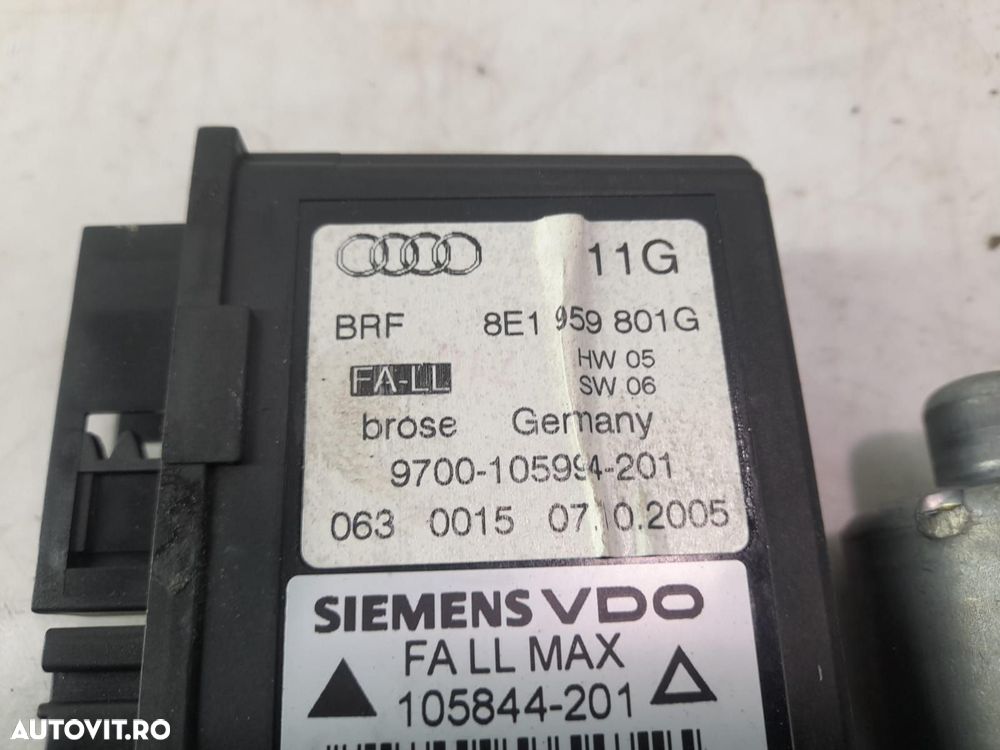 11G
BRF 8E1 959 801G
HW 05
FA-LL SW 06
brose Germany
9700-105994-201
063 0015 07.10.2005
SIEMENS VDO
FA LL MAX
105844-201
AUTOVIT.RO